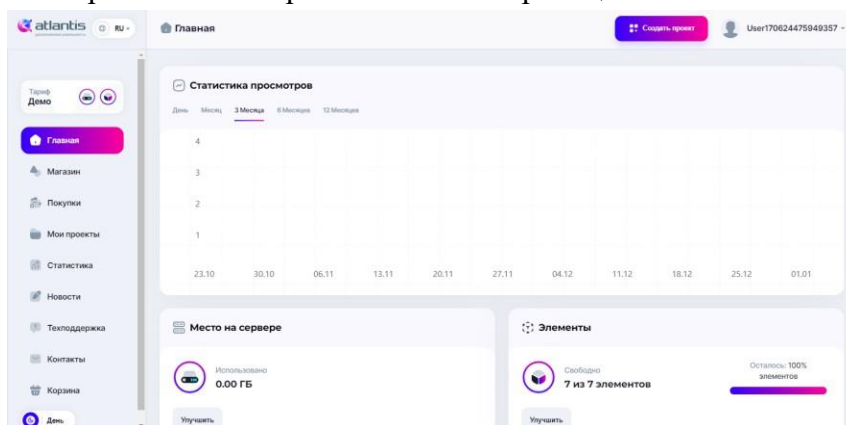 atlantis
RU
Главная
Создать проект
User170624475949357
Тариф
Демо
Главная
Магазин
Покупки
Мои проекты
Статистика
Новости
Техподдержка
Контакты
Корзина
День
Статистика просмотров
День Месяц 3 Месяца 6 Месяцев 12 Месяцев
4
3
2
1
23.10 30.10 06.11 13.11 20.11 27.11 04.12 11.12 18.12 25.12 01.01
Место на сервере
Использовано
0.00 ГБ
Улучшить
Элементы
Свободно
7 из 7 элементов
Осталось: 100%
элементов
Улучшить